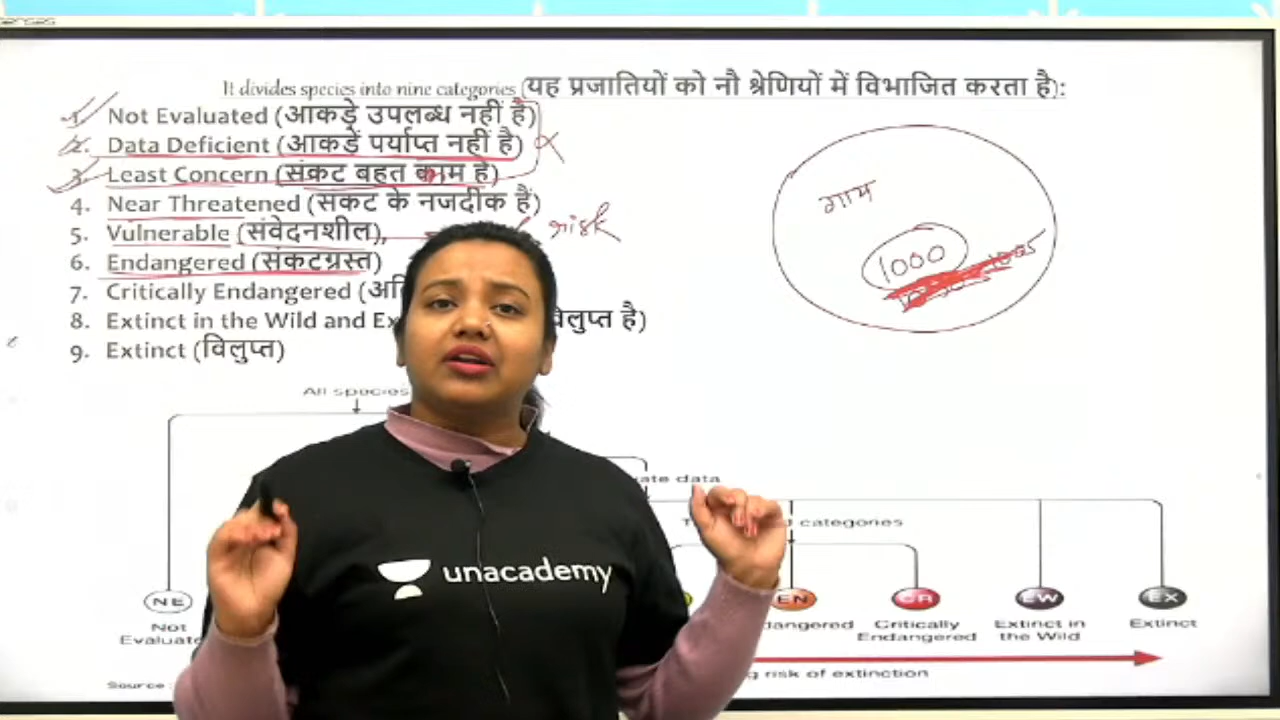 It divides species into nine categories (यह प्रजातियों को नौ श्रेणियों में विभाजित करता है):
1. Not Evaluated (आकड़े उपलब्ध नहीं है)
2. Data Deficient (आकडें पर्याप्त नहीं है)
3. Least Concern (संकट बहत काम है)
4. Near Threatened (सकट के नजदीक हैं)
5. Vulnerable (संवेदनशील),
risk
6. Endangered (संकटग्रस्त)
7. Critically Endangered
8. Extinct in the Wild and
विलुप्त है)
9. Extinct (विलुप्त)
गाय
1000
All species
data
categories
NE
EN
CR
EW
EX
Not
Critically
Endangered
Extinct in
the Wild
Extinct
risk of extinction
Source
unacademy